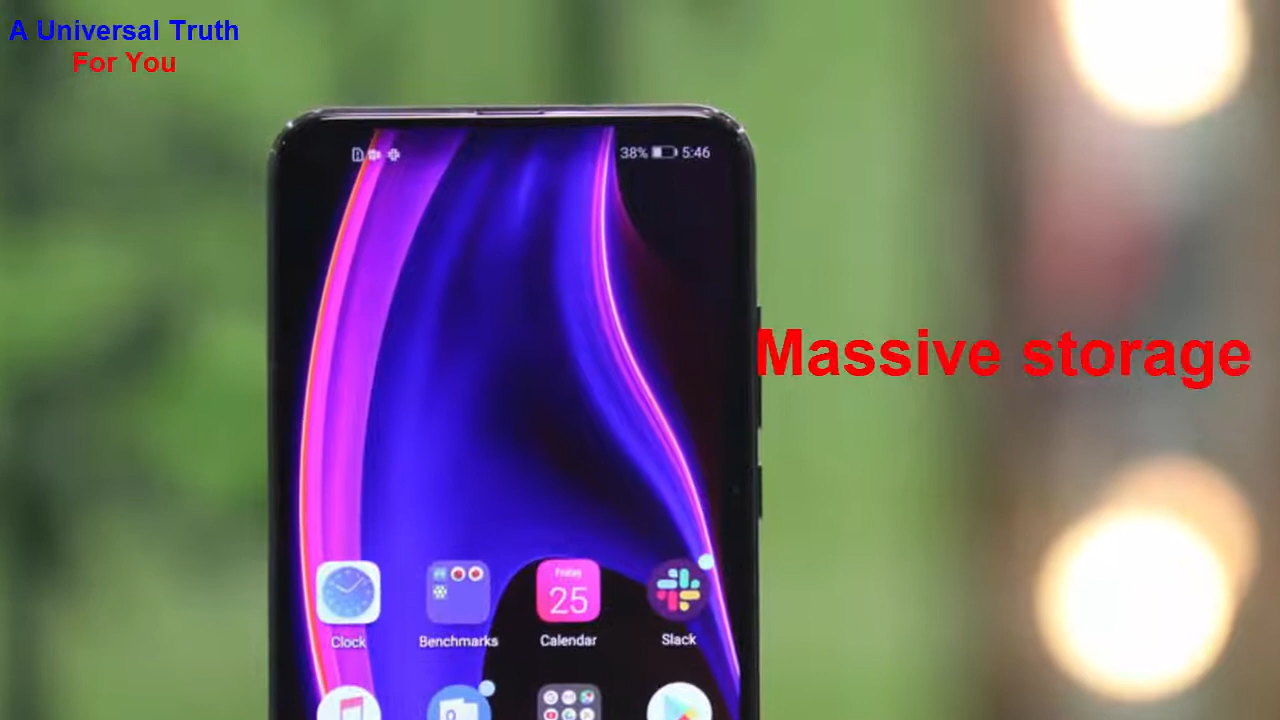 A Universal Truth
For You
38% 5:46
Massive storage
Friday
25
Clock
Benchmarks
Calendar
Slack